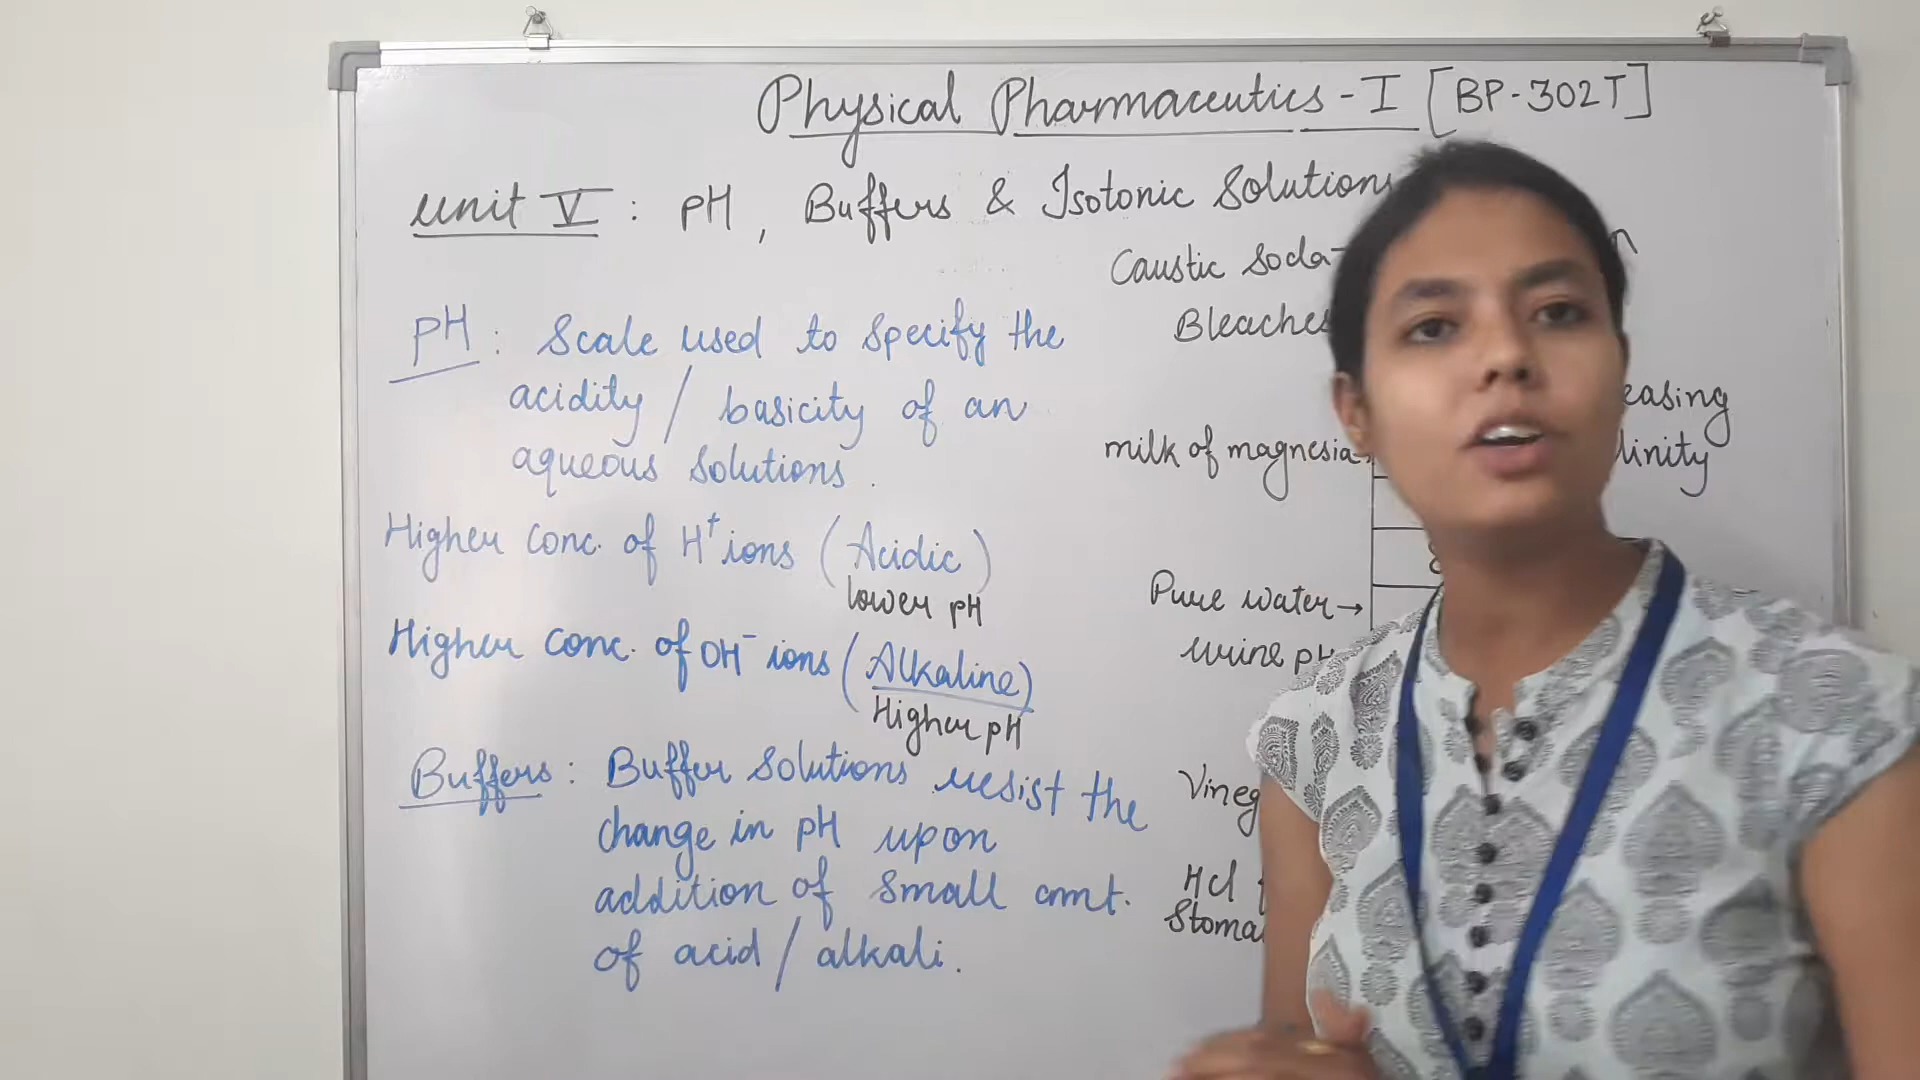 Physical Pharmaceutics - I [BP-302T]
Unit V : pH, Buffers & Isotonic Solutions
pH : Scale used to specify the
acidity / basicity of an
aqueous solutions.
Higher conc. of H⁺ ions (Acidic)
lower pH
Higher conc. of OH⁻ ions (Alkaline)
Higher pH
Buffers : Buffer solutions resist the
change in pH upon
addition of small amt.
of acid / alkali.
Caustic Soda
Bleaches
milk of magnesia
Pure water →
urine pH
HCl